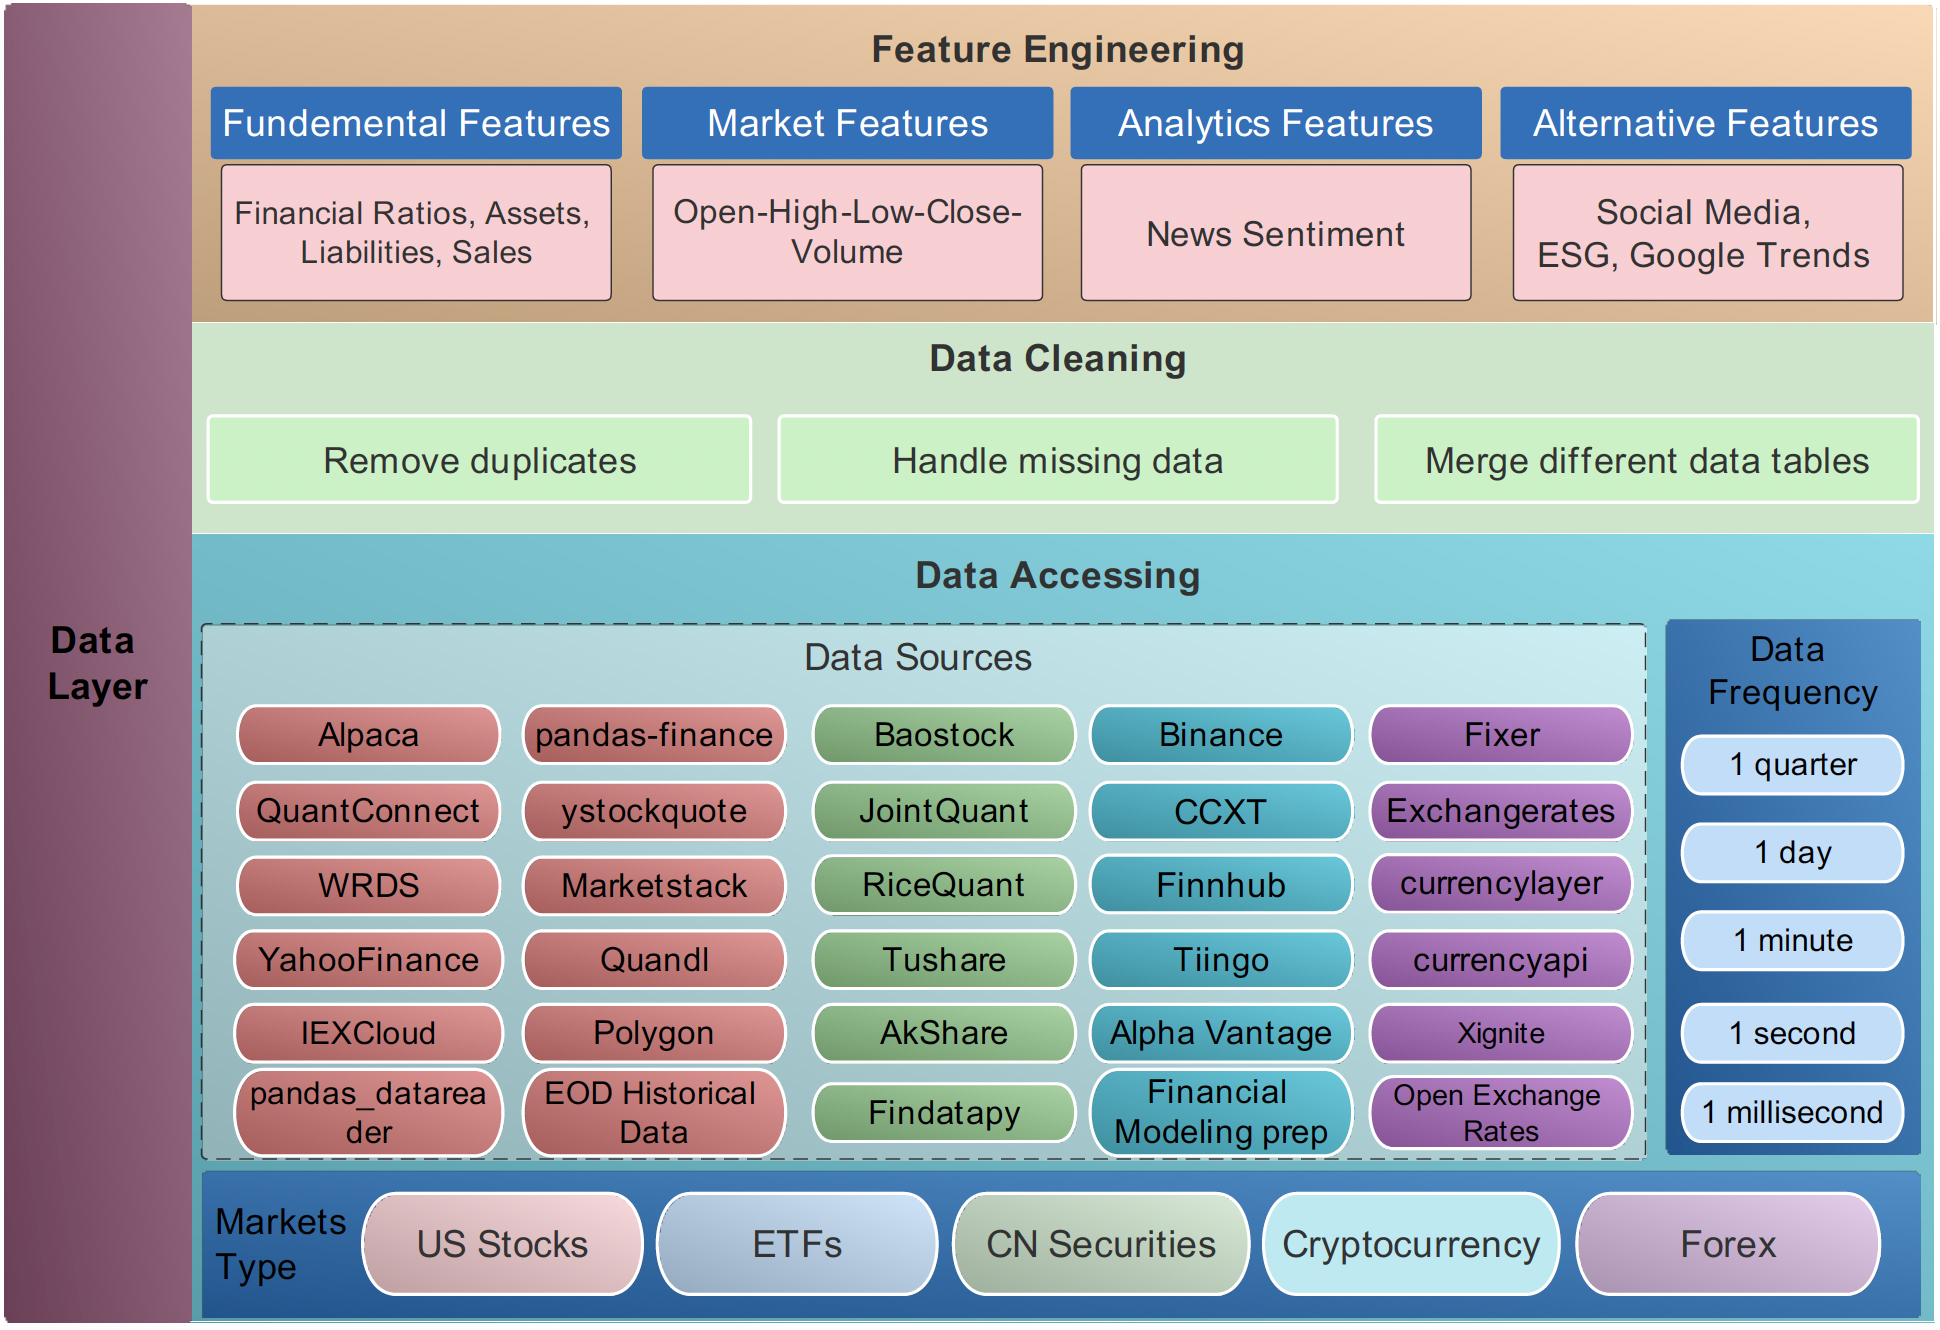 Feature Engineering
Fundemental Features
Market Features
Analytics Features
Alternative Features
Financial Ratios, Assets,
Liabilities, Sales
Open-High-Low-Close-
Volume
News Sentiment
Social Media,
ESG, Google Trends
Data Cleaning
Remove duplicates
Handle missing data
Merge different data tables
Data
Layer
Data Accessing
Data Sources
Alpaca
pandas-finance
Baostock
Binance
Fixer
QuantConnect
ystockquote
JointQuant
CCXT
Exchangerates
WRDS
Marketstack
RiceQuant
Finnhub
currencylayer
YahooFinance
Quandl
Tushare
Tiingo
currencyapi
IEXCloud
Polygon
AkShare
Alpha Vantage
Xignite
pandas_datarea
der
EOD Historical
Data
Findatapy
Financial
Modeling prep
Open Exchange
Rates
Data
Frequency
1 quarter
1 day
1 minute
1 second
1 millisecond
Markets
Type
US Stocks
ETFs
CN Securities
Cryptocurrency
Forex